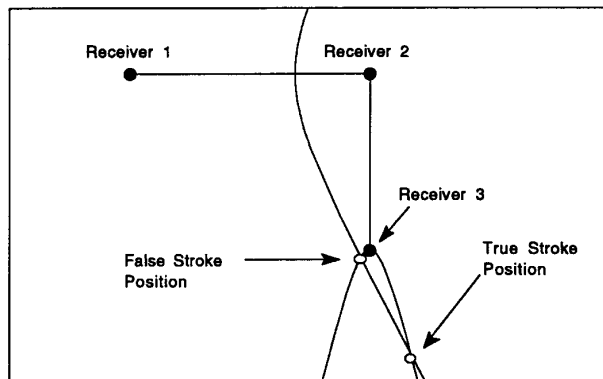 Receiver 1
Receiver 2
Receiver 3
False Stroke
Position
True Stroke
Position